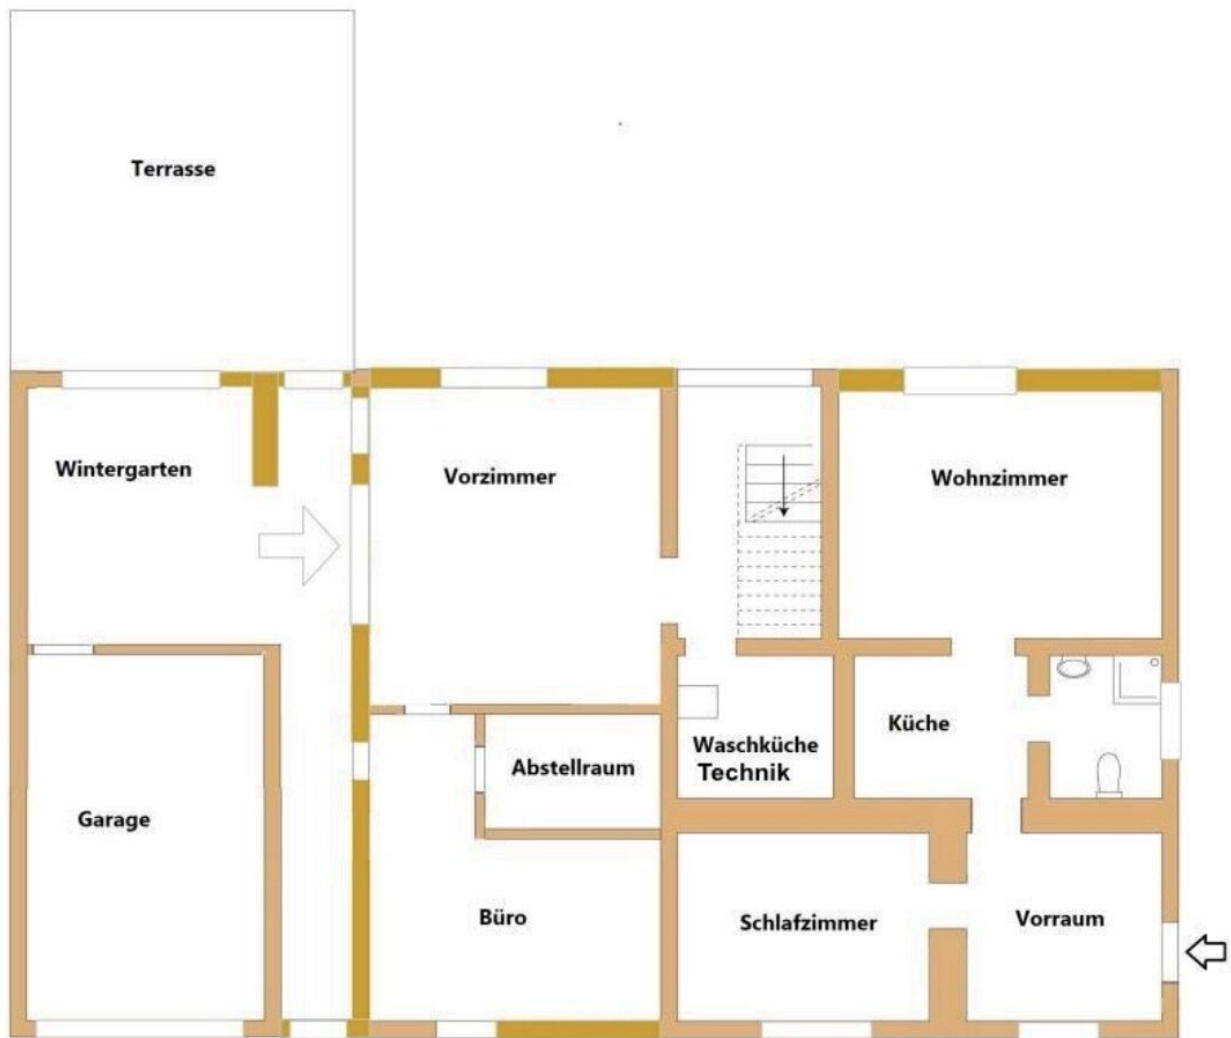 Terrasse
Wintergarten
Vorzimmer
Wohnzimmer
Küche
Waschküche
Technik
Abstellraum
Garage
Büro
Schlafzimmer
Vorraum